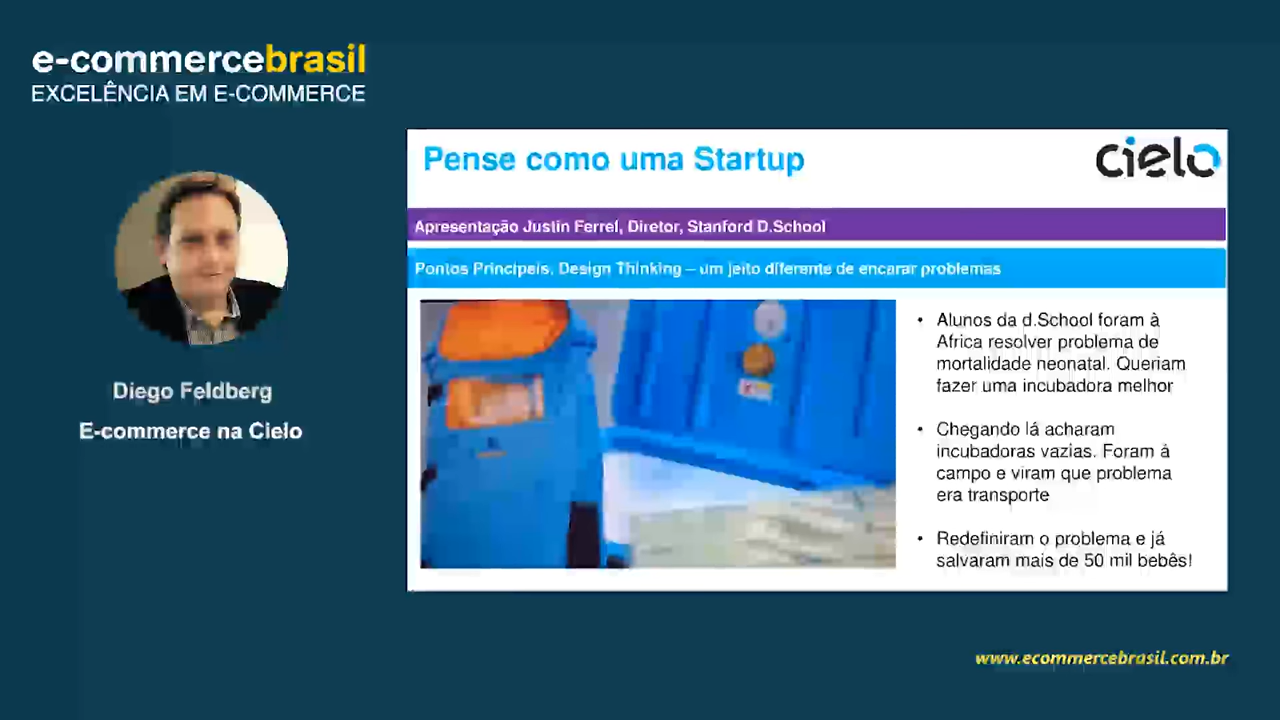 e-commercebrasil
EXCELÊNCIA EM E-COMMERCE
Diego Feldberg
E-commerce na Cielo
Pense como uma Startup
cielo
Apresentação Justin Ferrel, Diretor, Stanford D.School
Pontos Principais, Design Thinking – um jeito diferente de encarar problemas
• Alunos da d.School foram à
Africa resolver problema de
mortalidade neonatal. Queriam
fazer uma incubadora melhor
• Chegando lá acharam
incubadoras vazias. Foram á
campo e viram que problema
era transporte
• Redefiniram o problema e já
salvaram mais de 50 mil bebês!
www.ecommercebrasil.com.br